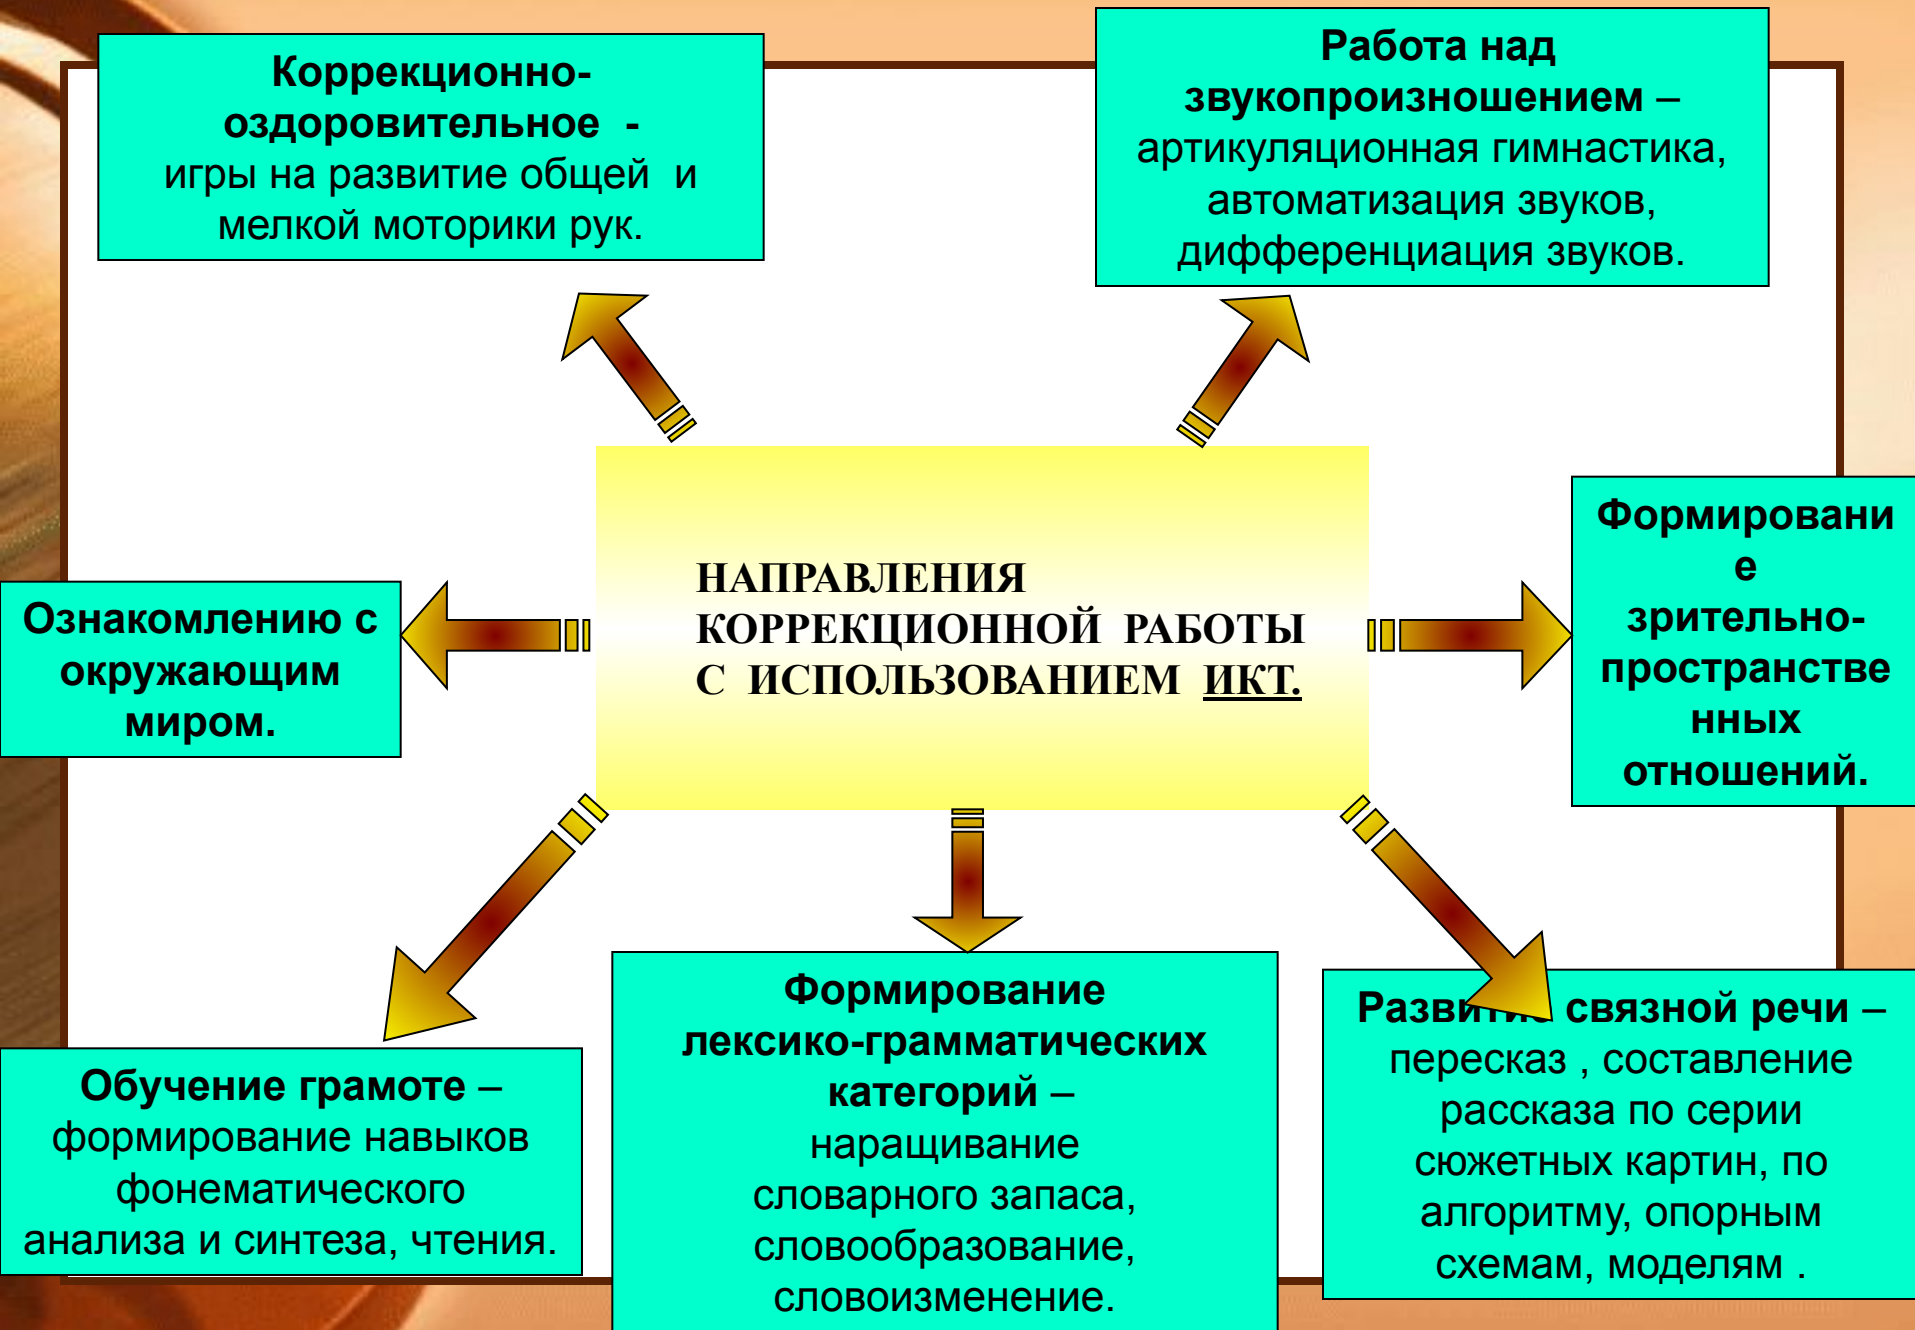 Коррекционно-
оздоровительное -
игры на развитие общей и
мелкой моторики рук.
Работа над
звукопроизношением –
артикуляционная гимнастика,
автоматизация звуков,
дифференциация звуков.
НАПРАВЛЕНИЯ
КОРРЕКЦИОННОЙ РАБОТЫ
С ИСПОЛЬЗОВАНИЕМ ИКТ.
Формировани
е
зрительно-
пространстве
нных
отношений.
Ознакомлению с
окружающим
миром.
Обучение грамоте –
формирование навыков
фонематического
анализа и синтеза, чтения.
Формирование
лексико-грамматических
категорий –
наращивание
словарного запаса,
словообразование,
словоизменение.
Развитие связной речи –
пересказ , составление
рассказа по серии
сюжетных картин, по
алгоритму, опорным
схемам, моделям .